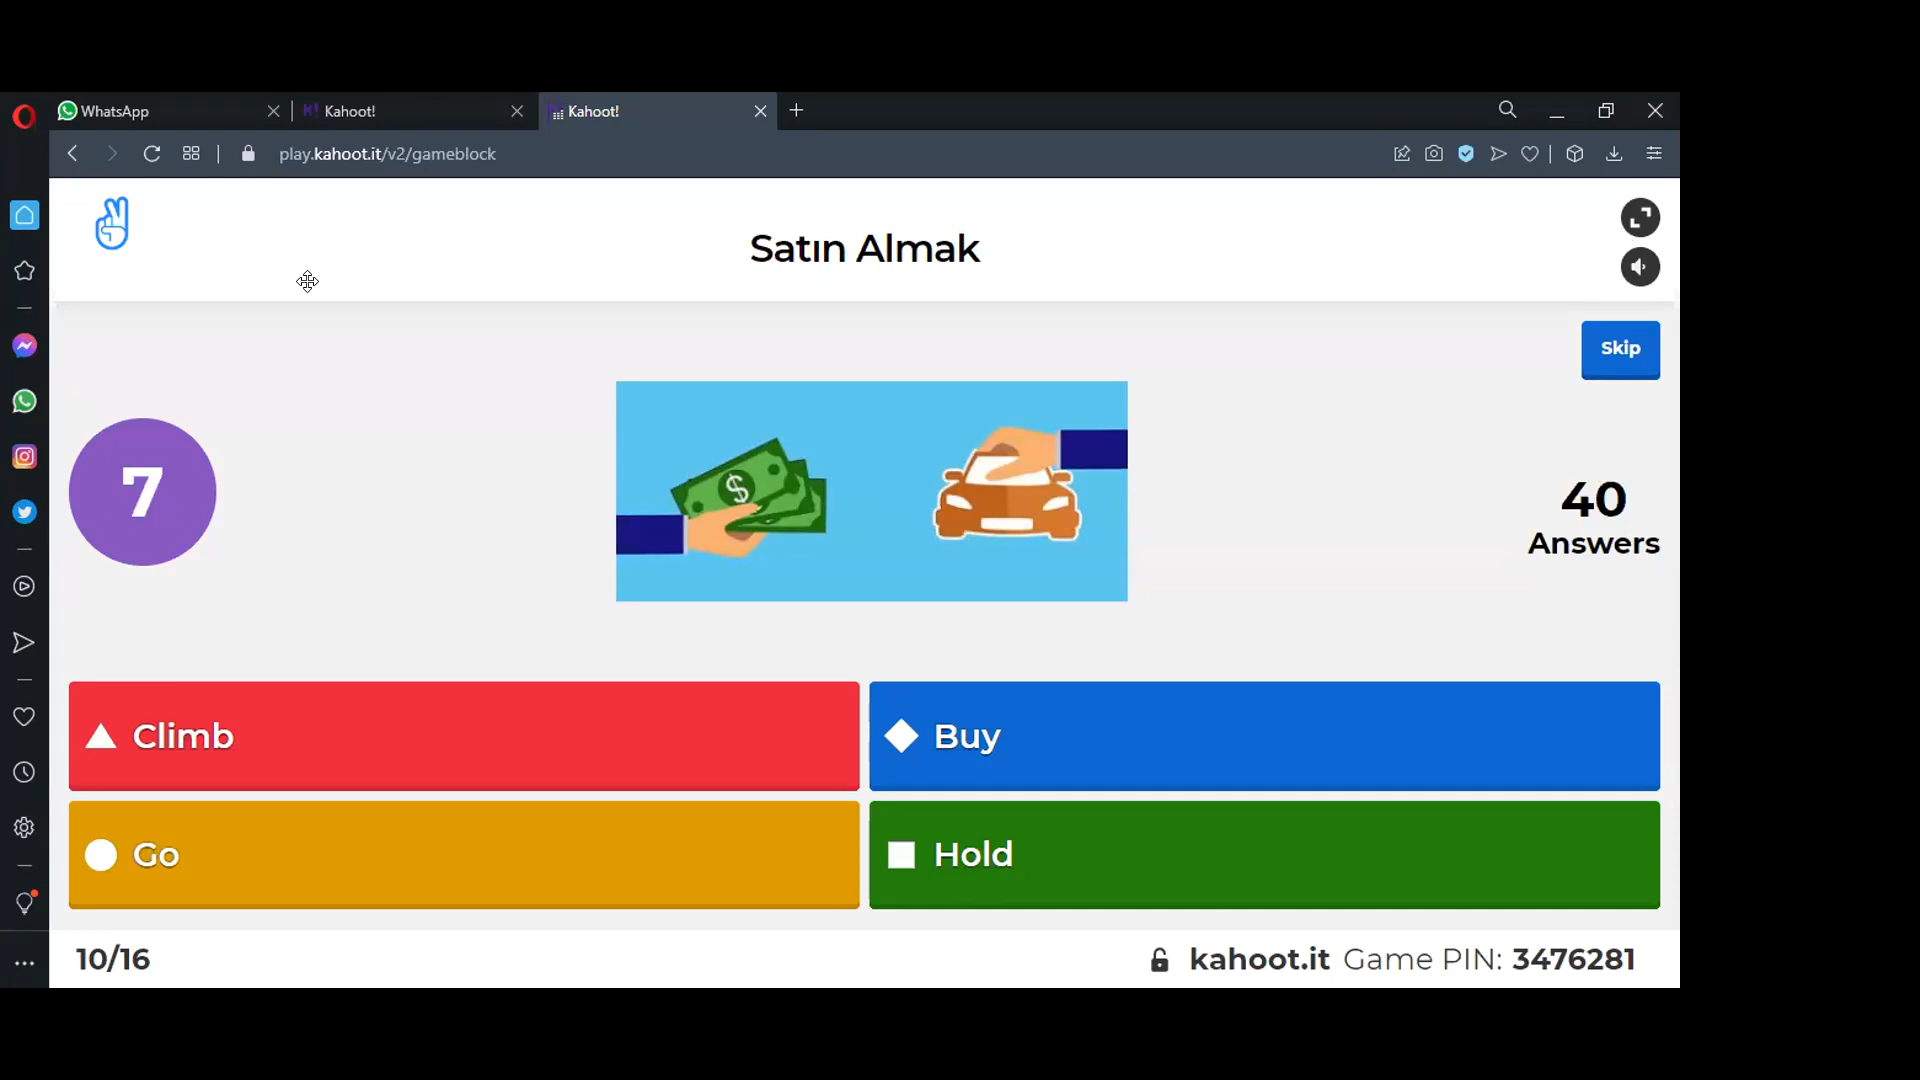 WhatsApp
Kahoot!
Kahoot!
play.kahoot.it/v2/gameblock
Satın Almak
Skip
7
$
40
Answers
Climb
Buy
Go
Hold
10/16
kahoot.it Game PIN: 3476281